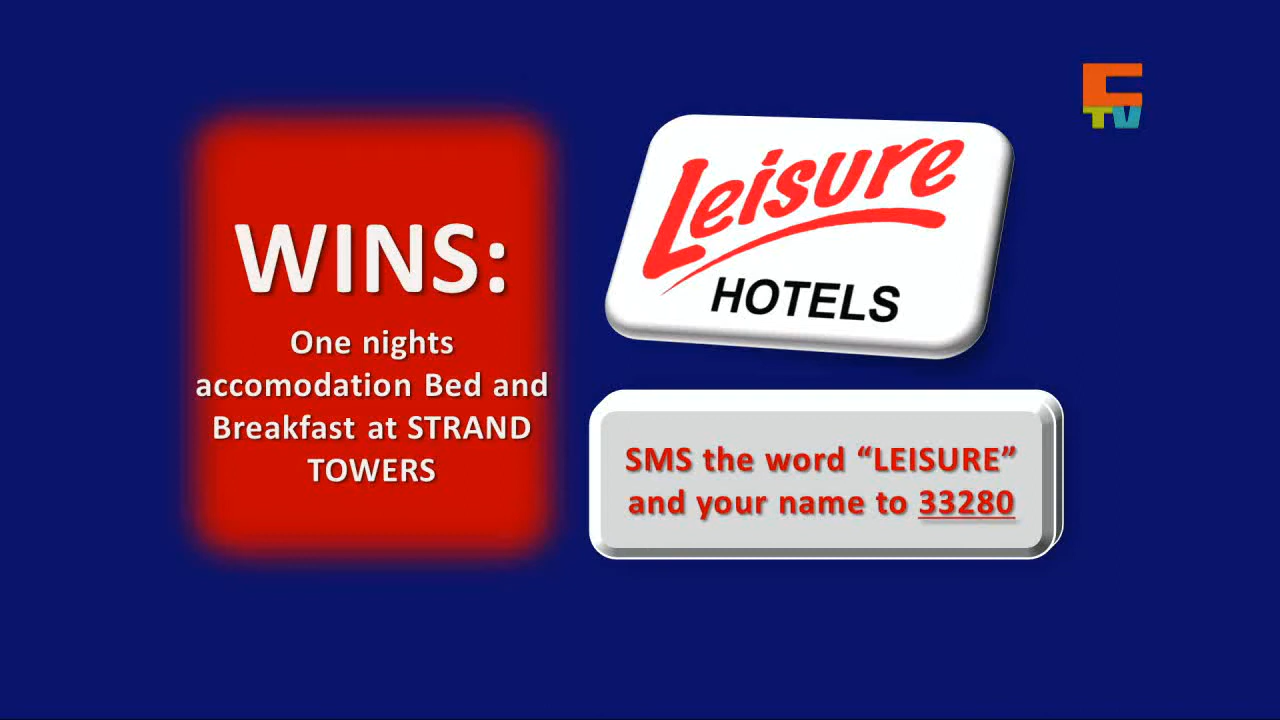 WINS:
One nights
accomodation Bed and
Breakfast at STRAND
TOWERS
Leisure
HOTELS
SMS the word “LEISURE”
and your name to 33280
CTV